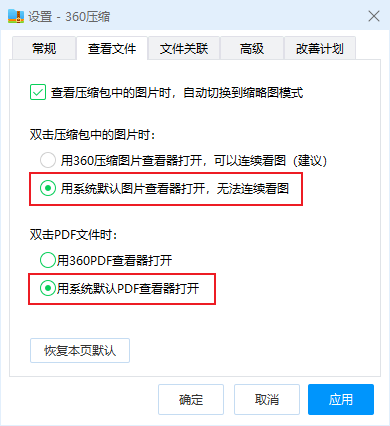 设置 - 360压缩
常规 查看文件 文件关联 高级 改善计划
查看压缩包中的图片时，自动切换到缩略图模式
双击压缩包中的图片时：
用360压缩图片查看器打开，可以连续看图（建议）
用系统默认图片查看器打开，无法连续看图
双击PDF文件时：
用360PDF查看器打开
用系统默认PDF查看器打开
恢复本页默认
确定 取消 应用